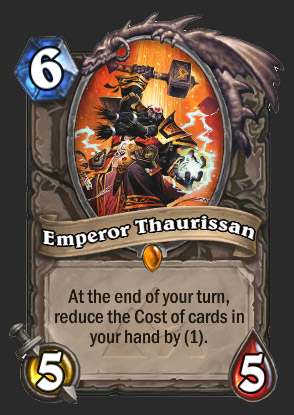 6
Emperor Thaurissan
At the end of your turn,
reduce the Cost of cards in
your hand by (1).
5
5